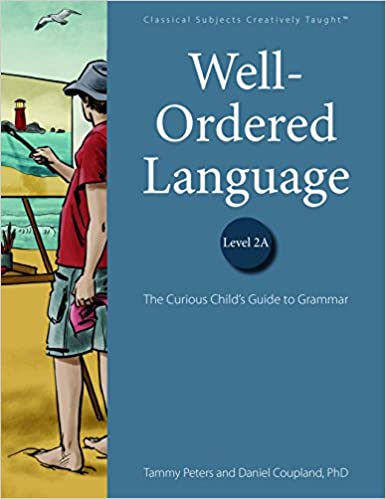 Classical Subjects Creatively Taught™
Well-
Ordered
Language
Level 2A
The Curious Child's Guide to Grammar
Tammy Peters and Daniel Coupland, PhD